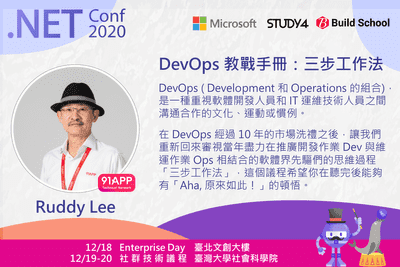 .NET Conf 2020
Microsoft
STUDY4
Build School
DevOps 教戰手冊：三步工作法
DevOps ( Development 和 Operations 的組合)，
是一種重視軟體開發人員和 IT 運維技術人員之間
溝通合作的文化、運動或慣例。
在 DevOps 經過 10 年的市場洗禮之後，讓我們
重新回來審視當年盡力在推廣開發作業 Dev 與維
運作業 Ops 相結合的軟體界先驅們的思維過程
「三步工作法」，這個議程希望你在聽完後能夠
有「Aha, 原來如此！」的頓悟。
91APP
Ruddy Lee
12/18 Enterprise Day 臺北文創大樓
12/19-20 社群技術議程 臺灣大學社會科學院